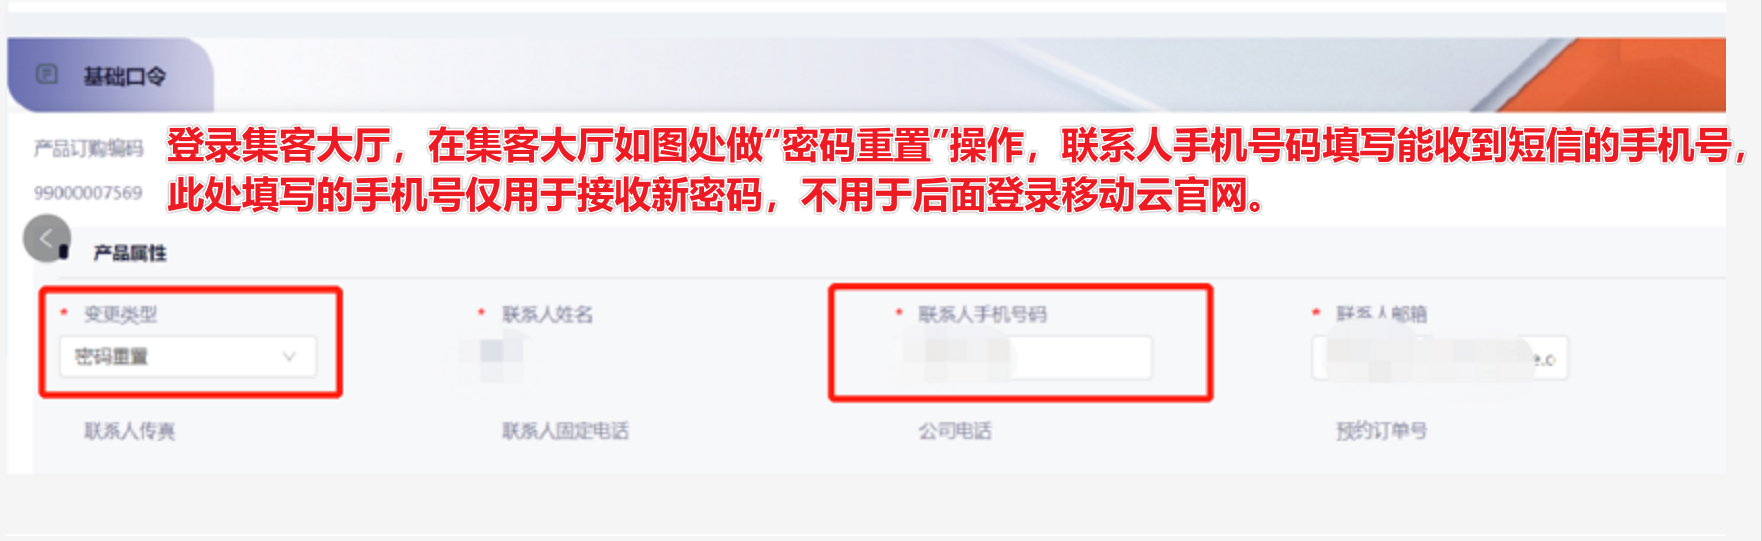 基础口令
产品订购编码
登录集客大厅，在集客大厅如图处做“密码重置”操作，联系人手机号码填写能收到短信的手机号，
99000007569
此处填写的手机号仅用于接收新密码，不用于后面登录移动云官网。
产品属性
* 变更类型
* 联系人姓名
* 联系人手机号码
* 联系人邮箱
密码重置
e.c
联系人传真
联系人固定电话
公司电话
预约订单号